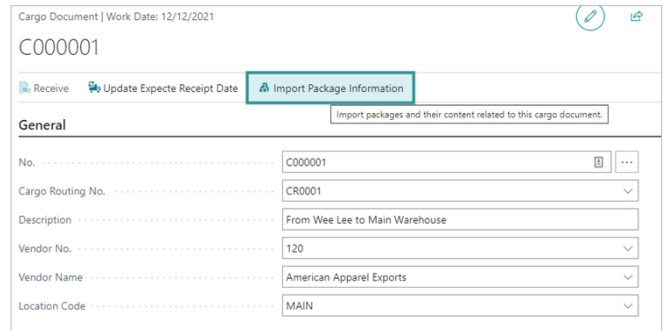 Cargo Document | Work Date: 12/12/2021
C000001
Receive Update Expecte Receipt Date Import Package Information
Import packages and their content related to this cargo document.
General
No. C000001 ...
Cargo Routing No. CR0001
Description From Wee Lee to Main Warehouse
Vendor No. 120
Vendor Name American Apparel Exports
Location Code MAIN